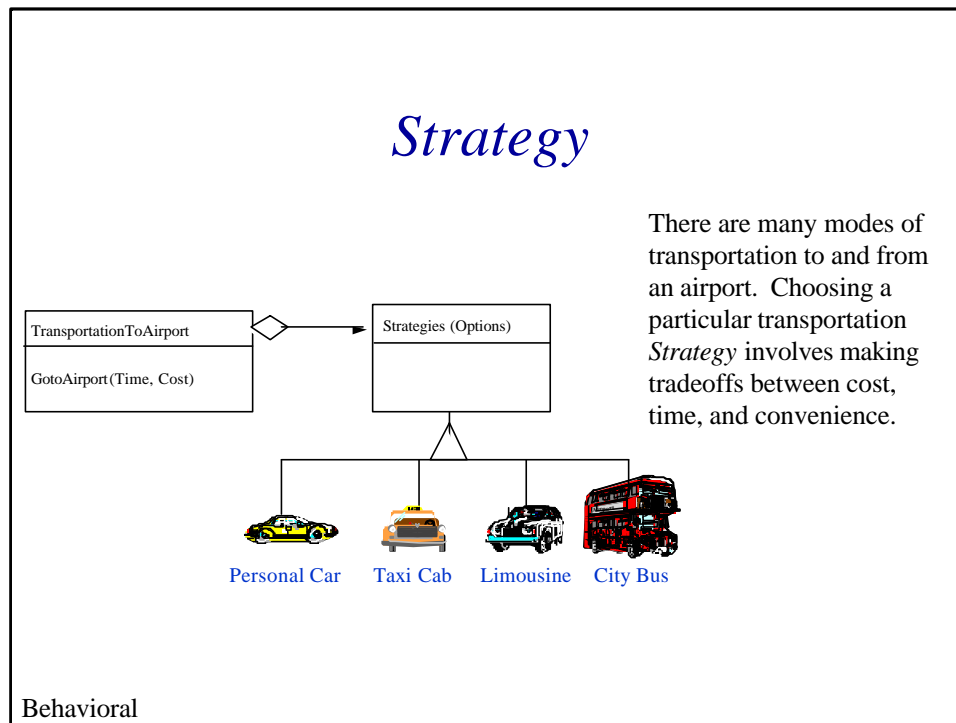 Strategy
There are many modes of
transportation to and from
an airport.  Choosing a
particular transportation
Strategy involves making
tradeoffs between cost,
time, and convenience.
TransportationToAirport
GotoAirport(Time, Cost)
Strategies (Options)
Personal Car
Taxi Cab
Limousine
City Bus
Behavioral